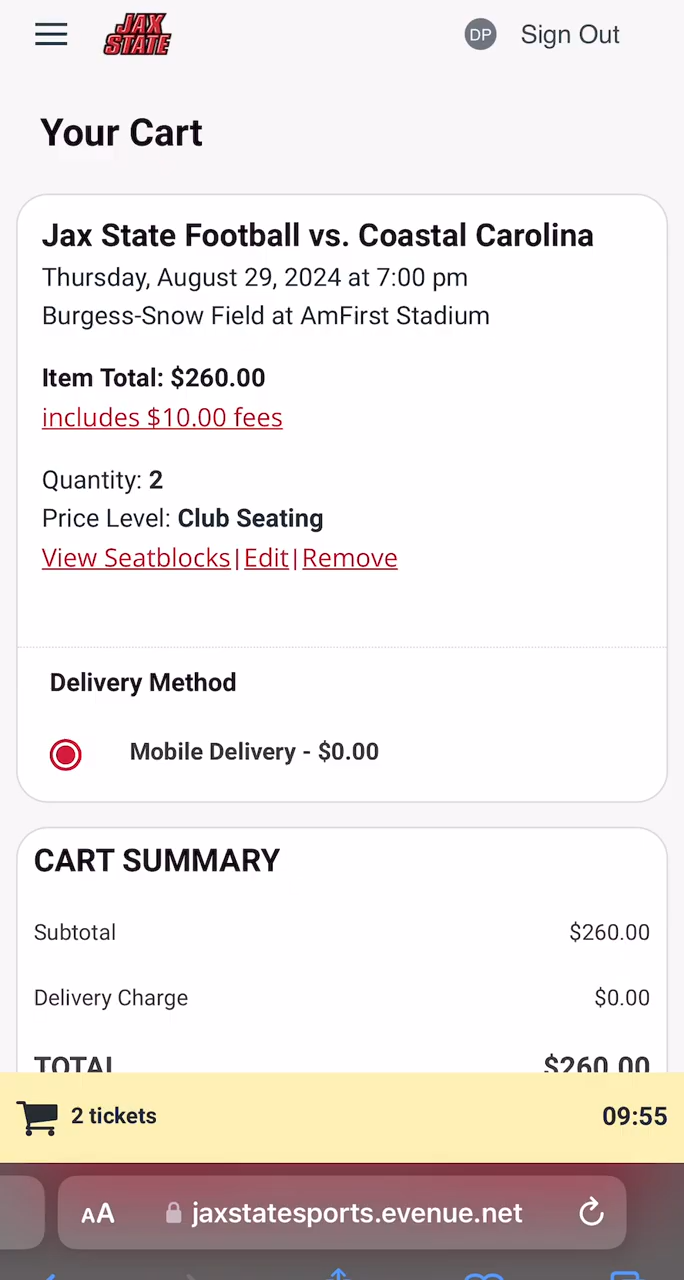 JAX
STATE
DP Sign Out
Your Cart
Jax State Football vs. Coastal Carolina
Thursday, August 29, 2024 at 7:00 pm
Burgess-Snow Field at AmFirst Stadium
Item Total: $260.00
includes $10.00 fees
Quantity: 2
Price Level: Club Seating
View Seatblocks|Edit|Remove
Delivery Method
Mobile Delivery - $0.00
CART SUMMARY
Subtotal $260.00
Delivery Charge $0.00
TOTAL $260.00
2 tickets 09:55
AA jaxstatesports.evenue.net